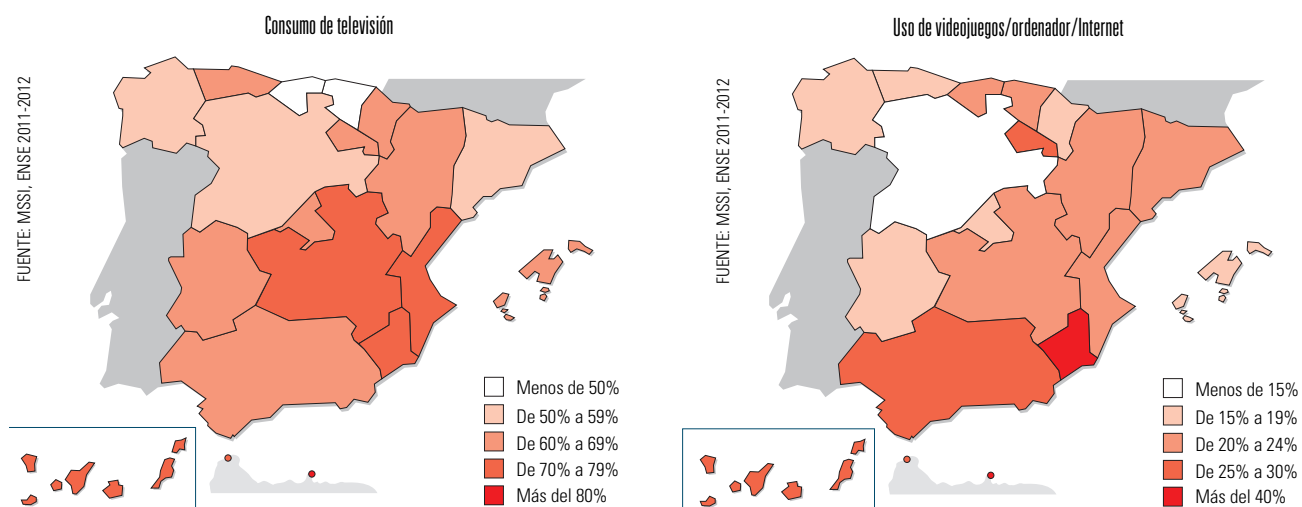 Consumo de televisión
FUENTE: MSSI, ENSE 2011-2012
Menos de 50%
De 50% a 59%
De 60% a 69%
De 70% a 79%
Más del 80%
Uso de videojuegos/ordenador/Internet
FUENTE: MSSI, ENSE 2011-2012
Menos de 15%
De 15% a 19%
De 20% a 24%
De 25% a 30%
Más del 40%